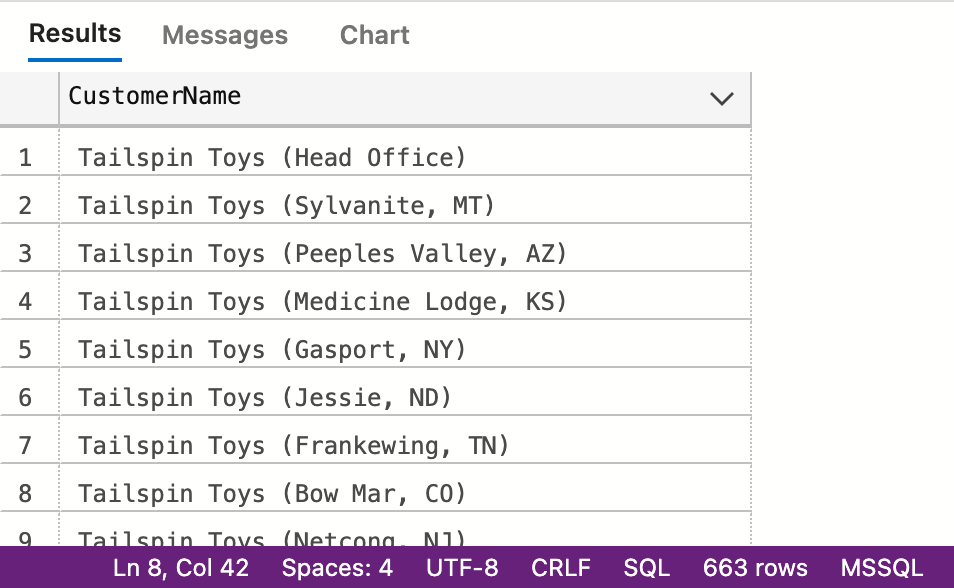 Results Messages Chart
CustomerName
1 Tailspin Toys (Head Office)
2 Tailspin Toys (Sylvanite, MT)
3 Tailspin Toys (Peeples Valley, AZ)
4 Tailspin Toys (Medicine Lodge, KS)
5 Tailspin Toys (Gasport, NY)
6 Tailspin Toys (Jessie, ND)
7 Tailspin Toys (Frankewing, TN)
8 Tailspin Toys (Bow Mar, CO)
9 Tailspin Toys (Netcong, NJ)
Ln 8, Col 42 Spaces: 4 UTF-8 CRLF SQL 663 rows MSSQL